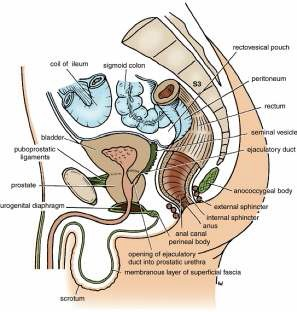 rectovesical pouch
coil of ileum
sigmoid colon
S3
peritoneum
rectum
seminal vesicle
bladder
ejaculatory duct
puboprostatic
ligaments
prostate
anococcygeal body
urogenital diaphragm
external sphincter
internal sphincter
anus
anal canal
perineal body
opening of ejaculatory
duct into prostatic urethra
membranous layer of superficial fascia
scrotum